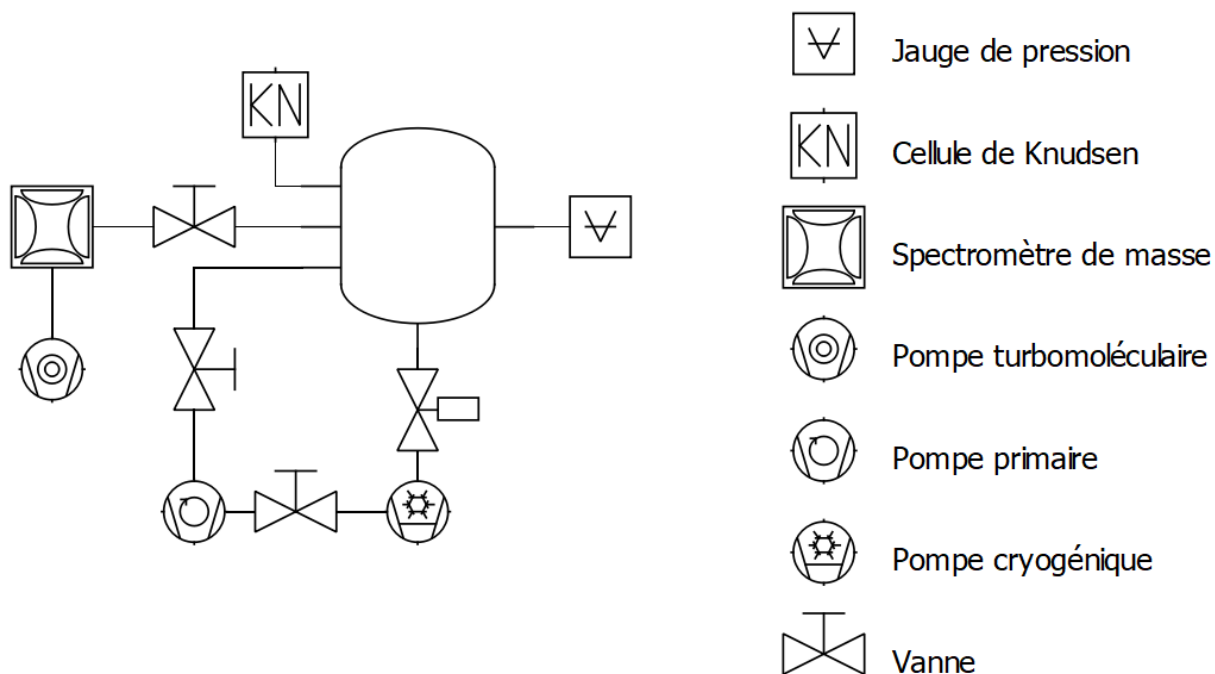 KN
Jauge de pression
KN
Cellule de Knudsen
Spectromètre de masse
Pompe turbomoléculaire
Pompe primaire
Pompe cryogénique
Vanne